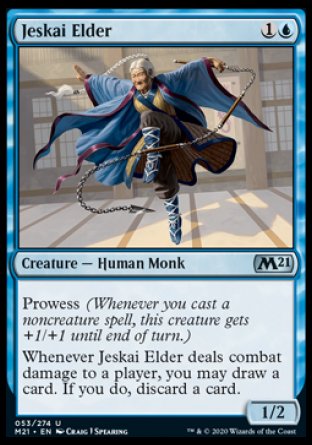 Jeskai Elder 1
Creature — Human Monk M21
Prowess (Whenever you cast a
noncreature spell, this creature gets
+1/+1 until end of turn.)
Whenever Jeskai Elder deals combat
damage to a player, you may draw a
card. If you do, discard a card.
1/2
053/274 U
M21 • EN Craig J Spearing ™ & © 2020 Wizards of the Coast